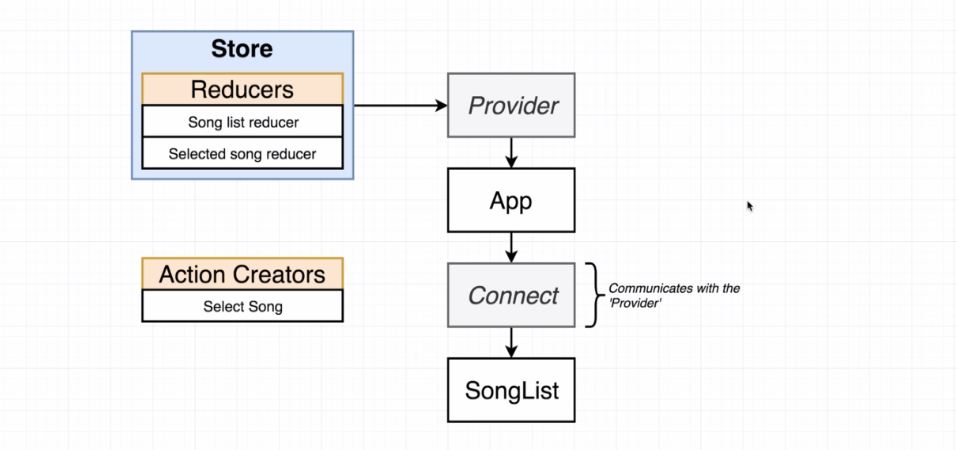 Store
Reducers
Song list reducer
Selected song reducer
Provider
App
Action Creators
Select Song
Connect
Communicates with the
'Provider'
SongList